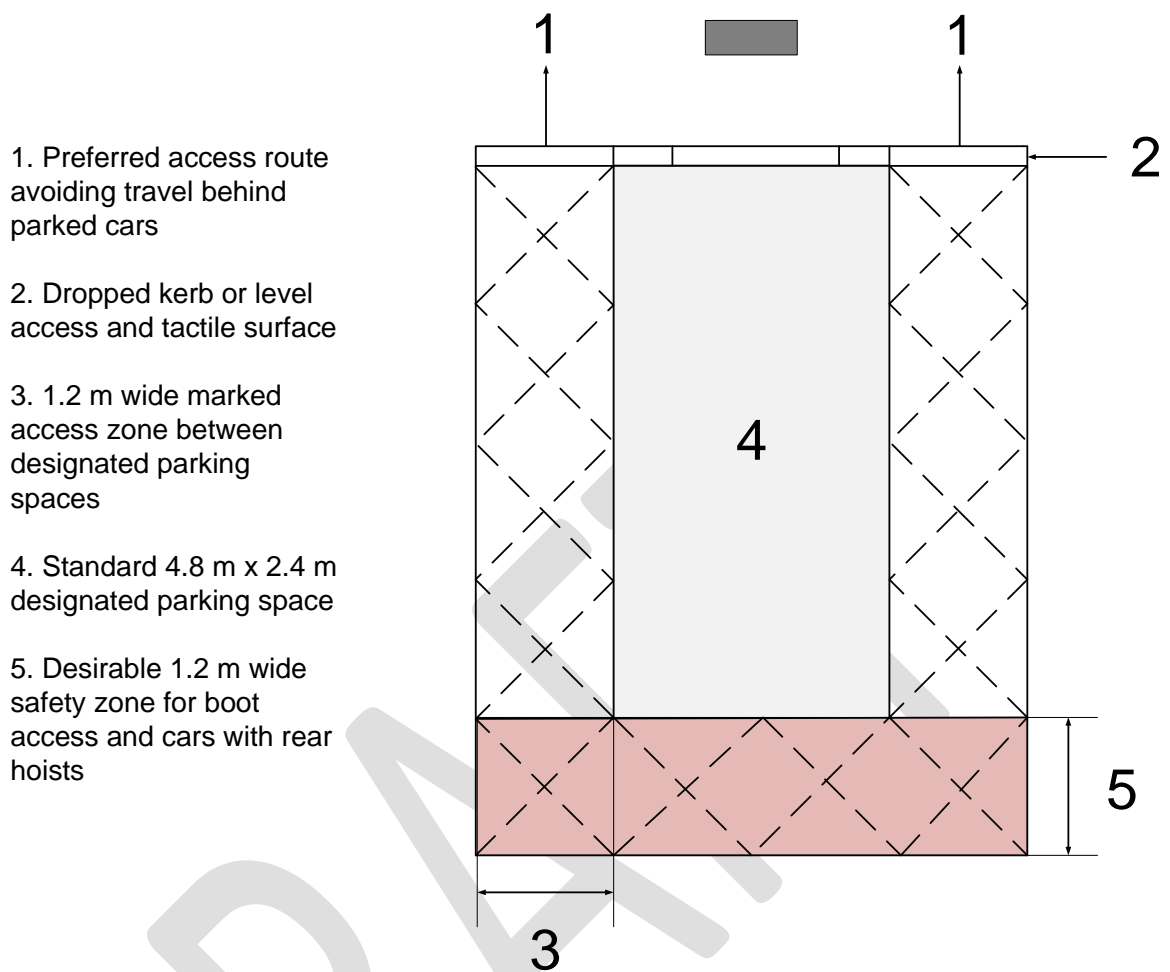 1
1
2
1. Preferred access route
avoiding travel behind
parked cars
2. Dropped kerb or level
access and tactile surface
3. 1.2 m wide marked
access zone between
designated parking
spaces
4
4. Standard 4.8 m x 2.4 m
designated parking space
5. Desirable 1.2 m wide
safety zone for boot
access and cars with rear
hoists
5
3
DRAFT